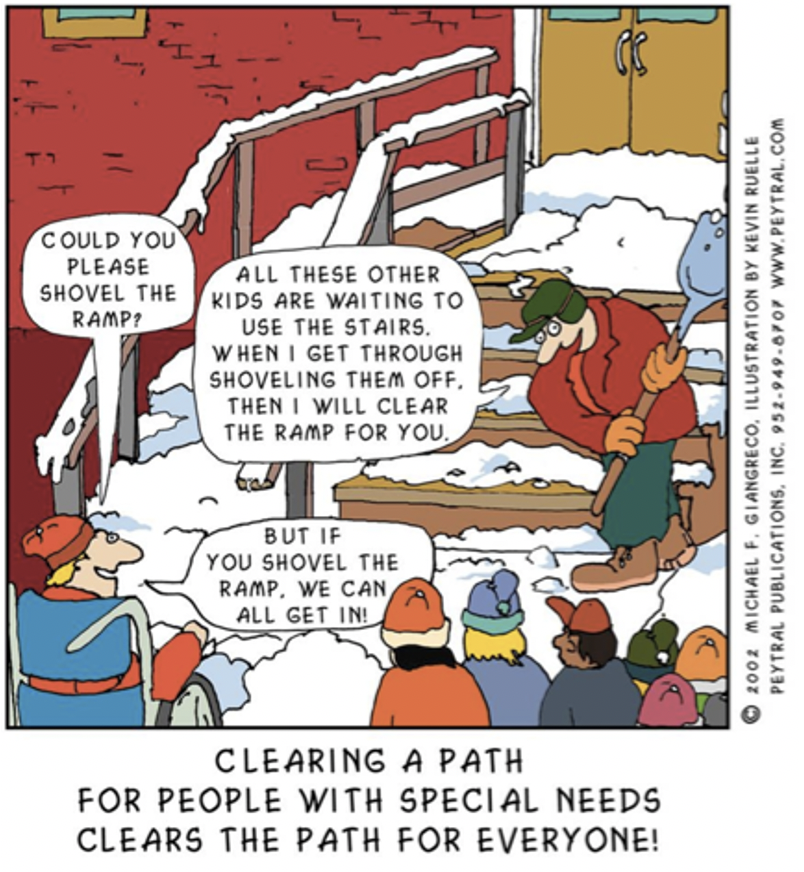 COULD YOU
PLEASE
SHOVEL THE
RAMP?
ALL THESE OTHER
KIDS ARE WAITING TO
USE THE STAIRS.
WHEN I GET THROUGH
SHOVELING THEM OFF,
THEN I WILL CLEAR
THE RAMP FOR YOU.
BUT IF
YOU SHOVEL THE
RAMP, WE CAN
ALL GET IN!
CLEARING A PATH
FOR PEOPLE WITH SPECIAL NEEDS
CLEARS THE PATH FOR EVERYONE!
© 2002 MICHAEL F. GIANGRECO, ILLUSTRATION BY KEVIN RUELLE
PEYTRAL PUBLICATIONS, INC. 952-949-8707 WWW.PEYTRAL.COM